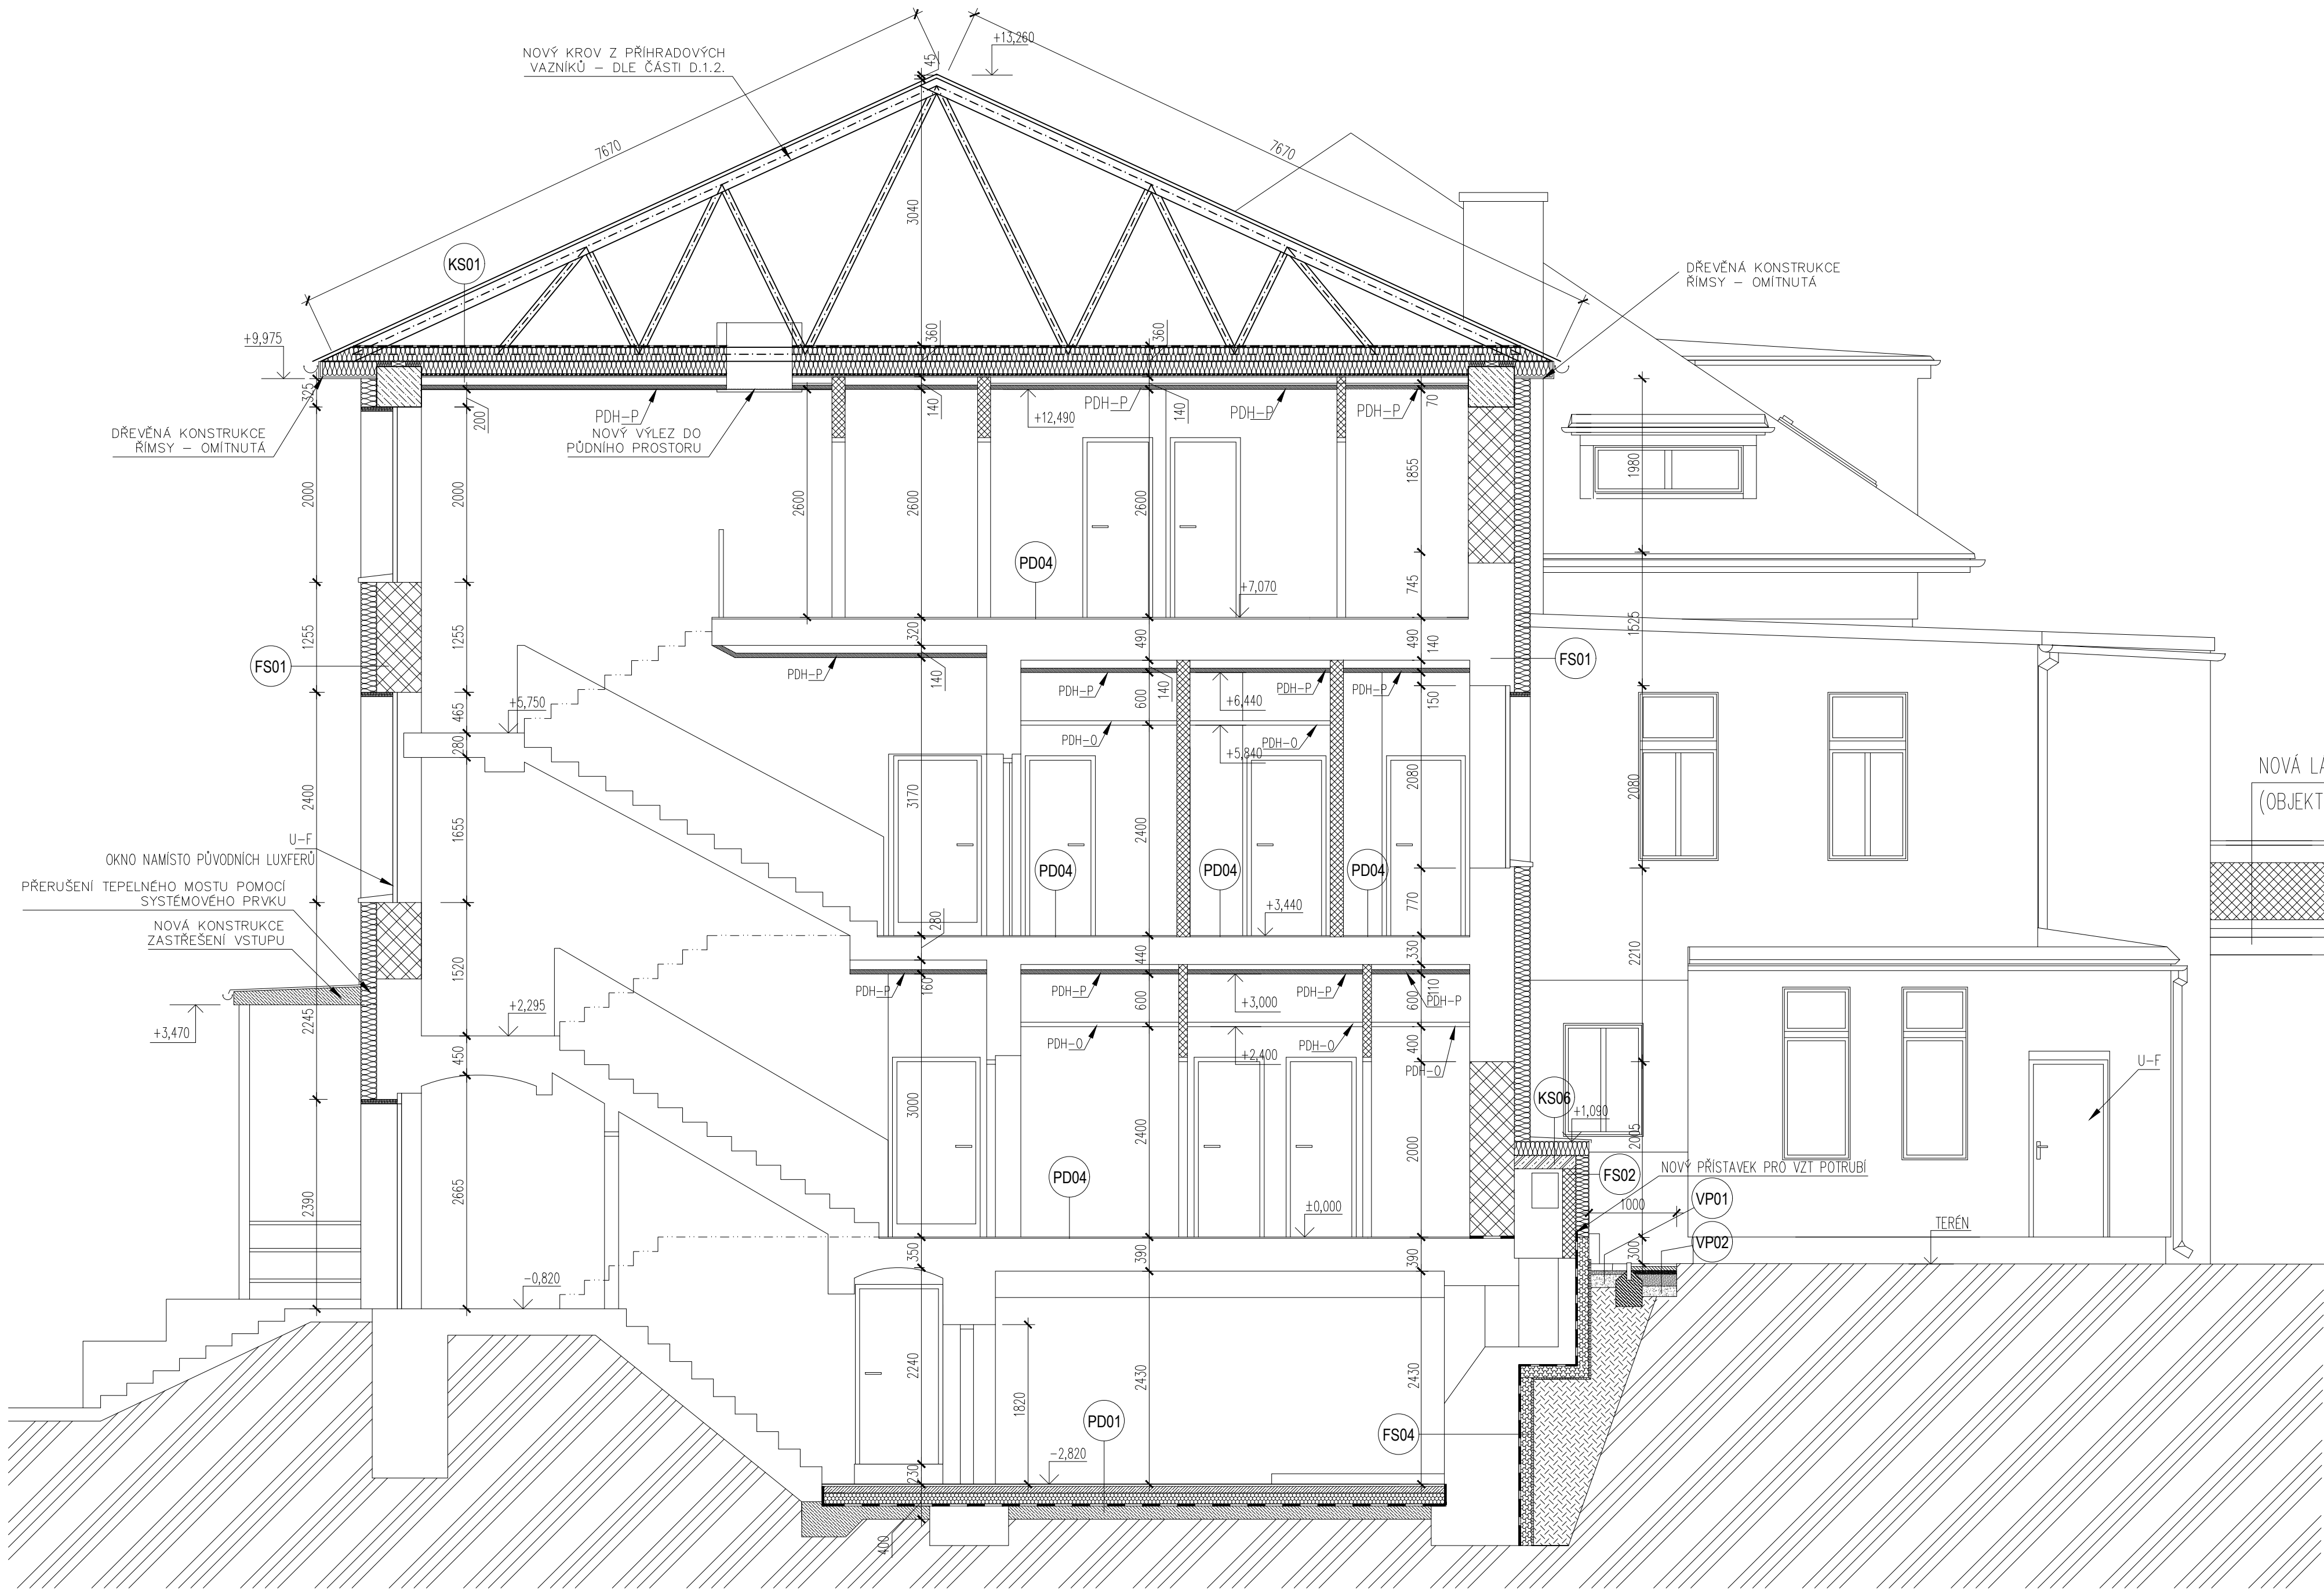 NOVÝ KROV Z PŘÍHRADOVÝCH
VAZNÍKŮ – DLE ČÁSTI D.1.2.
45
+13,260
7670
7670
3040
KS01
DŘEVĚNÁ KONSTRUKCE
ŘÍMSY – OMÍTNUTÁ
+9,975
360
360
325
200
PDH-P
140
+12,490
PDH-P
140
PDH-P
PDH-P
70
DŘEVĚNÁ KONSTRUKCE
ŘÍMSY – OMÍTNUTÁ
NOVÝ VÝLEZ DO
PŮDNÍHO PROSTORU
2000
2000
2600
2600
2600
1855
1980
PD04
745
+7,070
1255
1255
320
490
490
140
1525
FS01
PDH-P
140
PDH-P
140
PDH-P
PDH-P
FS01
465
+5,750
600
+6,440
150
280
PDH-O
PDH-O
+5,840
2400
1655
3170
2400
2080
2080
NOVÁ LÁ
(OBJEKT
U-F
OKNO NAMÍSTO PŮVODNÍCH LUXFERŮ
PD04
PD04
PD04
PŘERUŠENÍ TEPELNÉHO MOSTU POMOCÍ
SYSTÉMOVÉHO PRVKU
NOVÁ KONSTRUKCE
ZASTŘEŠENÍ VSTUPU
280
+3,440
770
1520
440
330
2210
PDH-P
160
PDH-P
PDH-P
110
PDH-P
+3,470
2245
+2,295
600
+3,000
600
450
PDH-O
+2,400
PDH-O
400
PDH-O
U-F
3000
2400
2000
KS06
+1,090
2005
2390
2665
PD04
FS02
NOVÝ PŘÍSTAVEK PRO VZT POTRUBÍ
VP01
1000
±0,000
TERÉN
350
390
390
300
VP02
-0,820
2240
1820
2430
2430
PD01
FS04
-2,820
230
400